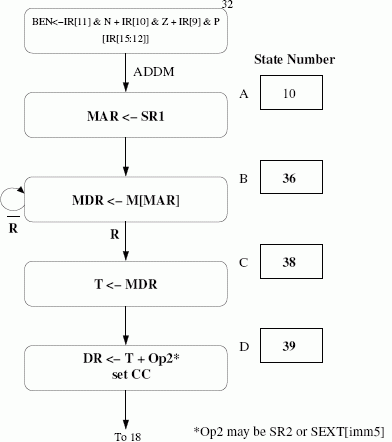 32
BEN<-IR[11] & N + IR[10] & Z + IR[9] & P
[IR[15:12]]
ADDM
State Number
A
10
MAR <- SR1
B
36
MDR <- M[MAR]
R
R
C
38
T <- MDR
D
39
DR <- T + Op2*
set CC
To 18
*Op2 may be SR2 or SEXT[imm5]